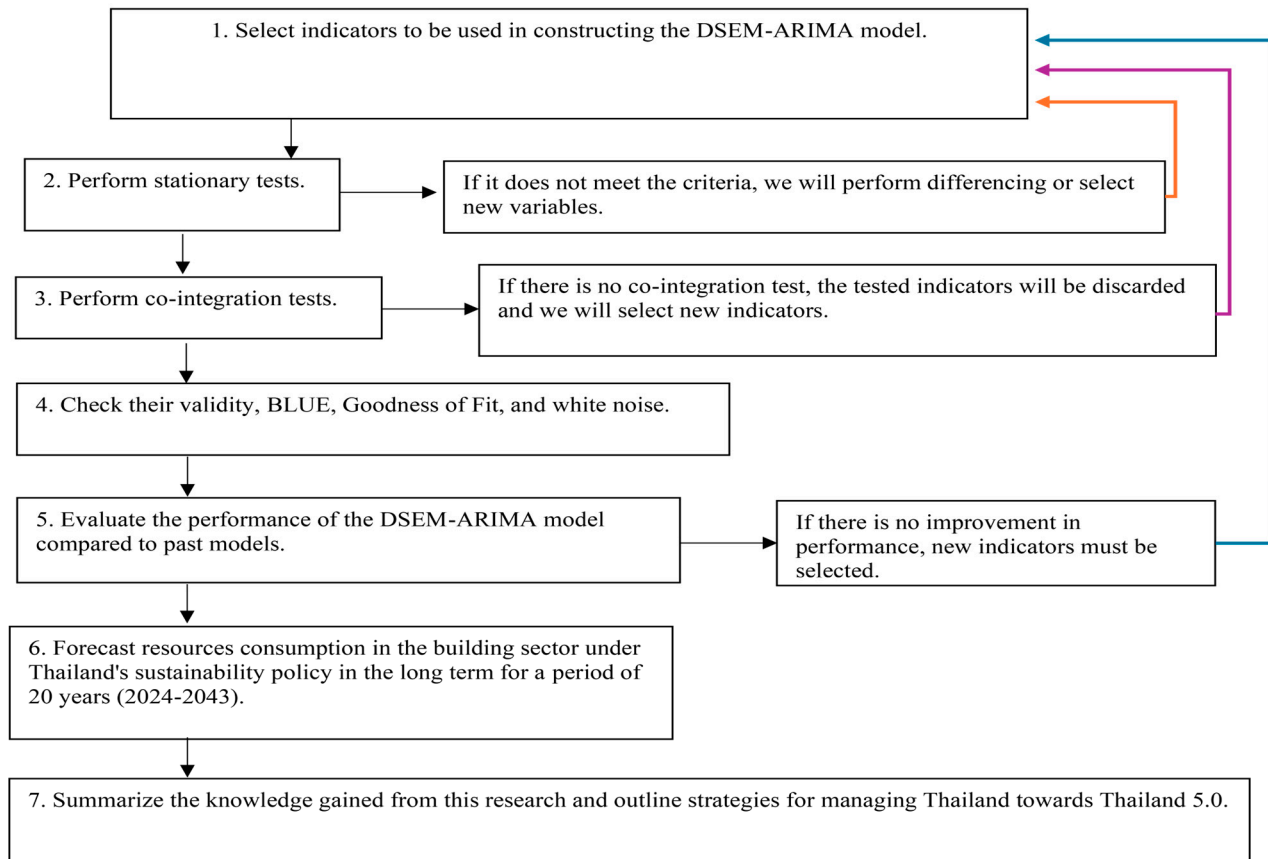 1. Select indicators to be used in constructing the DSEM-ARIMA model.
2. Perform stationary tests.
If it does not meet the criteria, we will perform differencing or select
new variables.
3. Perform co-integration tests.
If there is no co-integration test, the tested indicators will be discarded
and we will select new indicators.
4. Check their validity, BLUE, Goodness of Fit, and white noise.
5. Evaluate the performance of the DSEM-ARIMA model
compared to past models.
If there is no improvement in
performance, new indicators must be
selected.
6. Forecast resources consumption in the building sector under
Thailand's sustainability policy in the long term for a period of
20 years (2024-2043).
7. Summarize the knowledge gained from this research and outline strategies for managing Thailand towards Thailand 5.0.